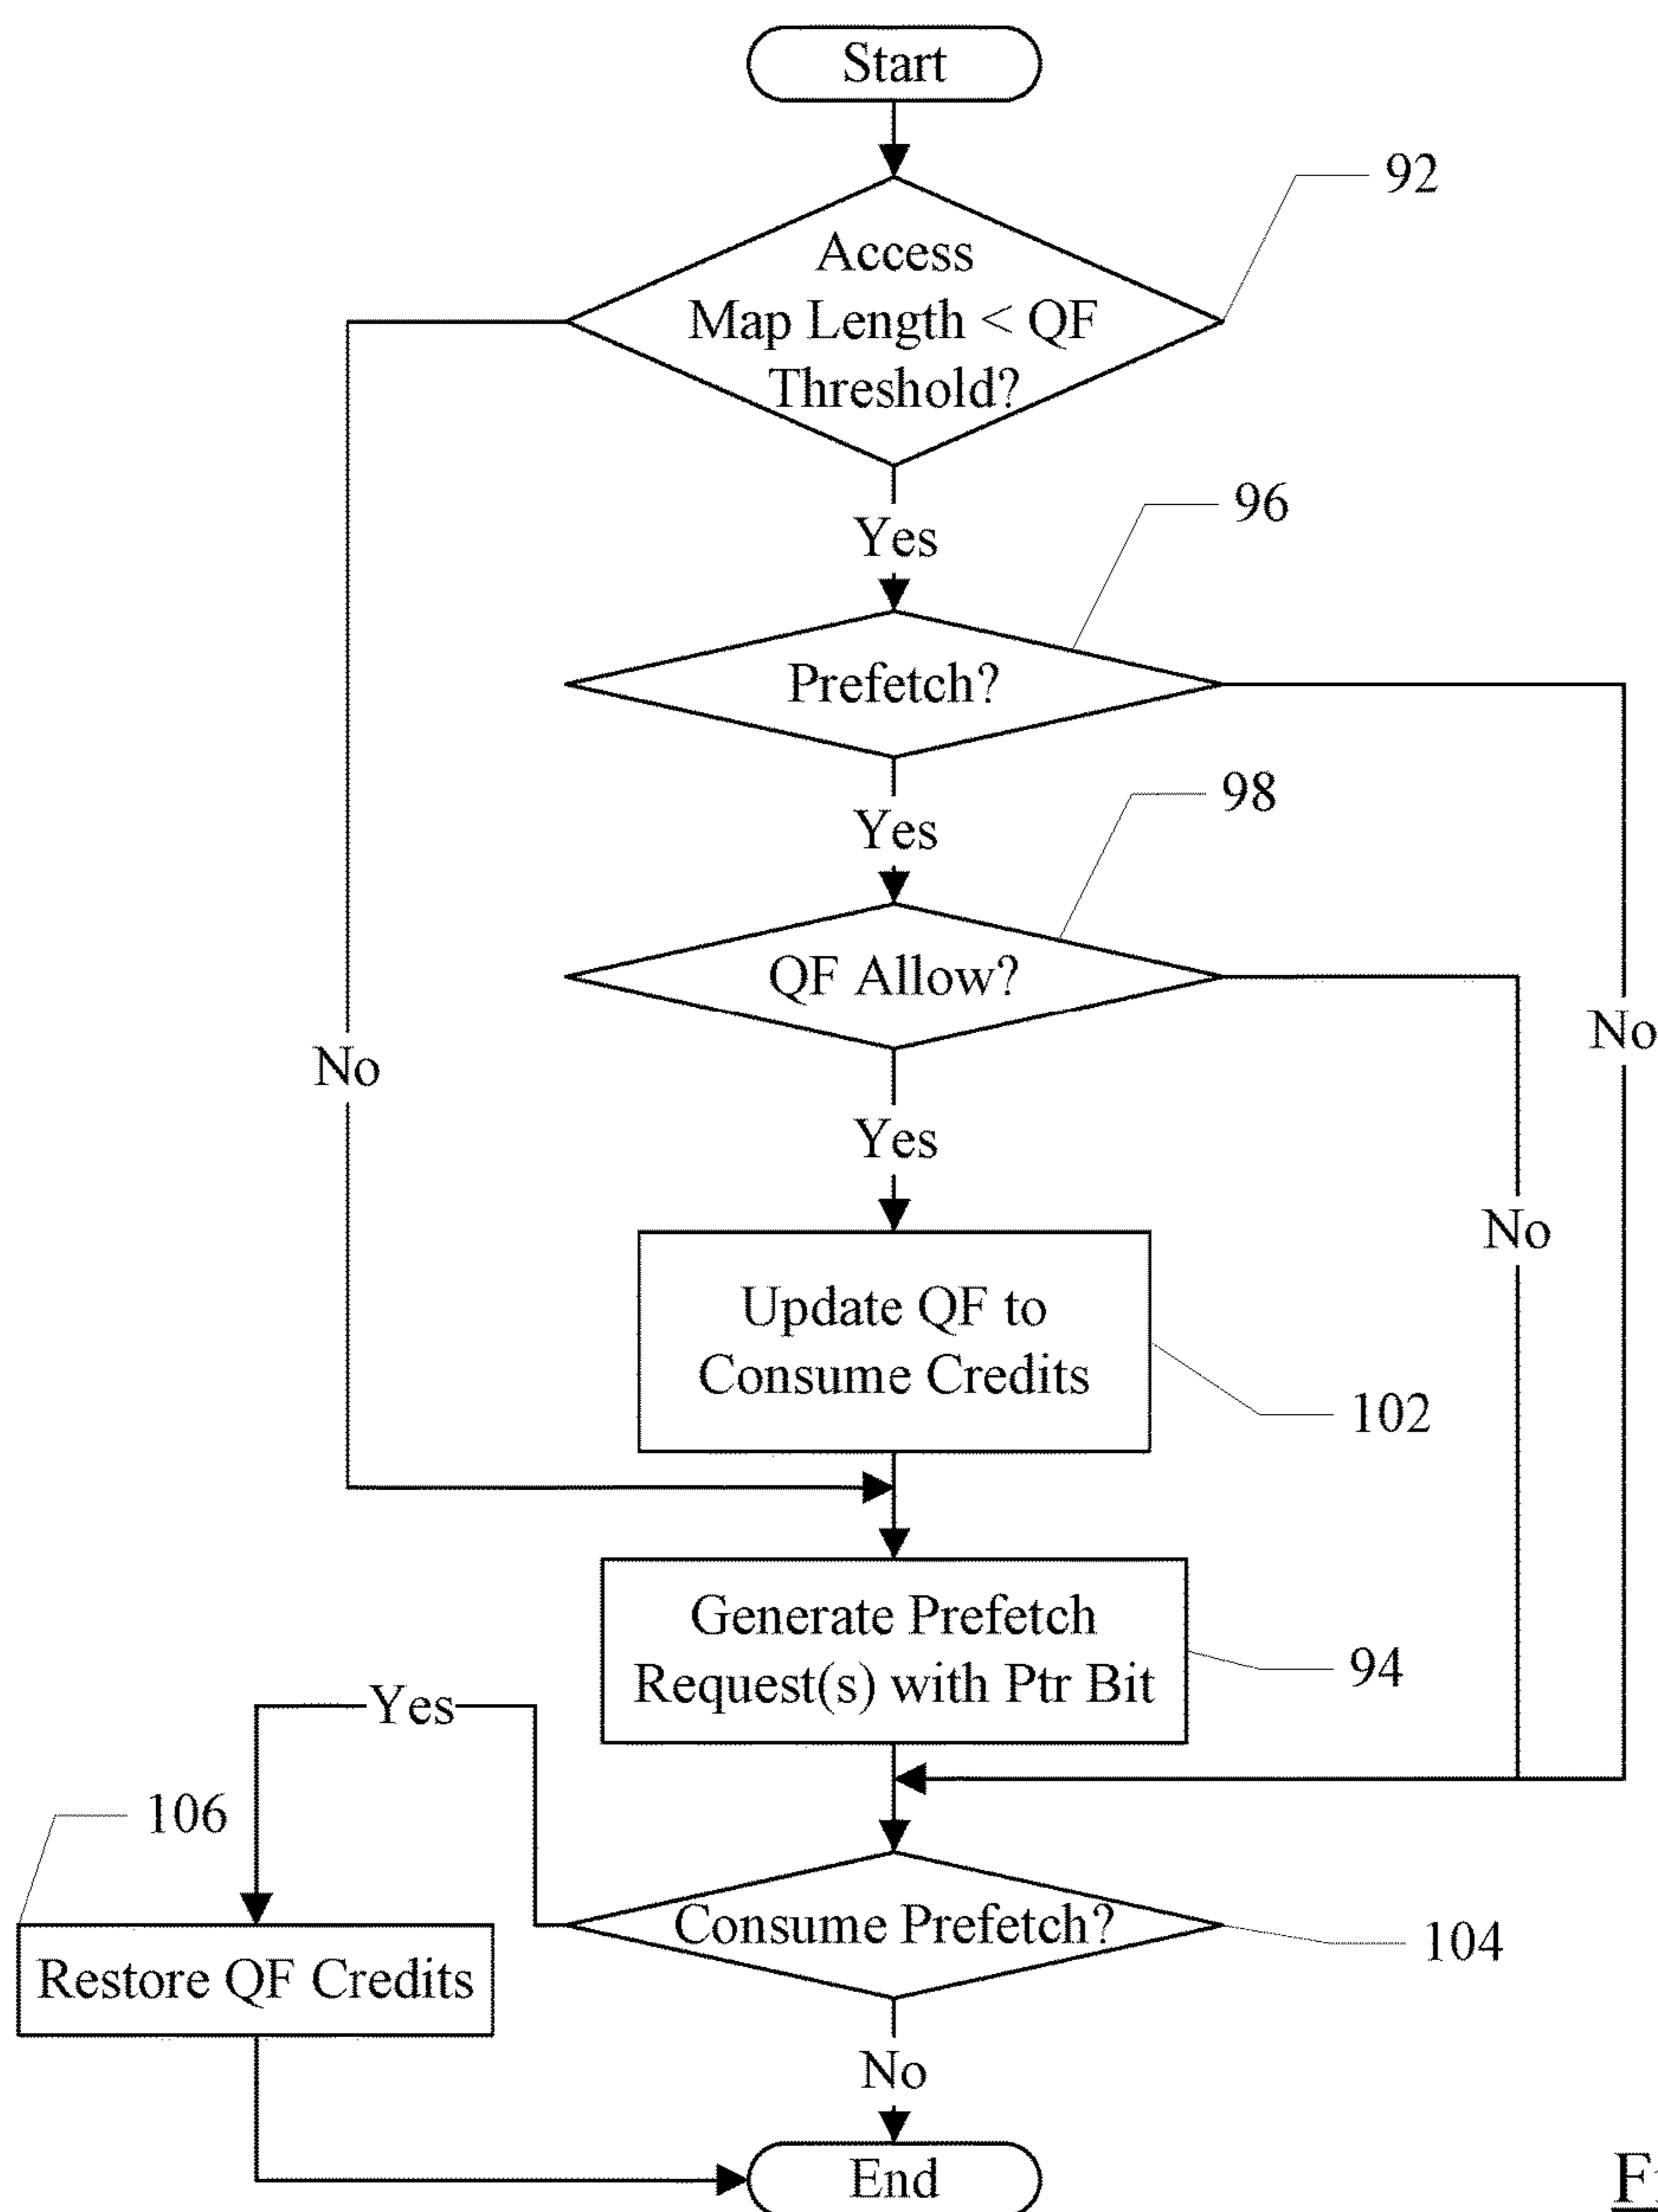 Start
92
Access
Map Length < QF
Threshold?
Yes
96
Prefetch?
98
Yes
QF Allow?
No
No
Yes
No
Update QF to
Consume Credits
102
Generate Prefetch
Request(s) with Ptr Bit
94
Yes
106
Consume Prefetch?
104
Restore QF Credits
No
End